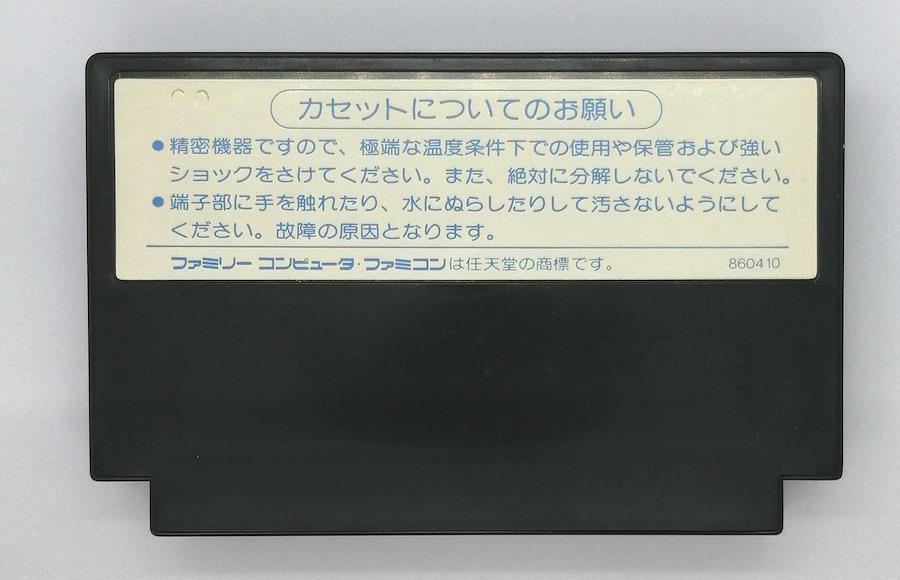 カセットについてのお願い
●精密機器ですので、極端な温度条件下での使用や保管および強い
ショックをさけてください。また、絶対に分解しないでください。
●端子部に手を触れたり、水にぬらしたりして汚さないようにして
ください。故障の原因となります。
ファミリー コンピュータ・ファミコンは任天堂の商標です。 860410